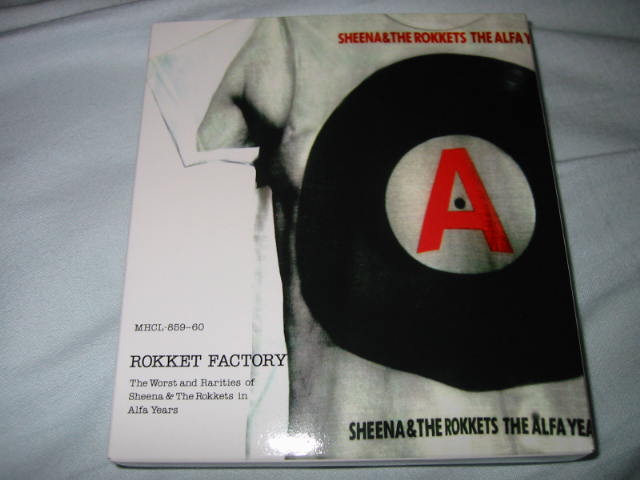 SHEENA&THE ROKKETS THE ALFA Y
A
MHCL-859-60
ROKKET FACTORY
The Worst and Rarities of
Sheena & The Rokkets in
Alfa Years
SHEENA&THE ROKKETS THE ALFA YEA